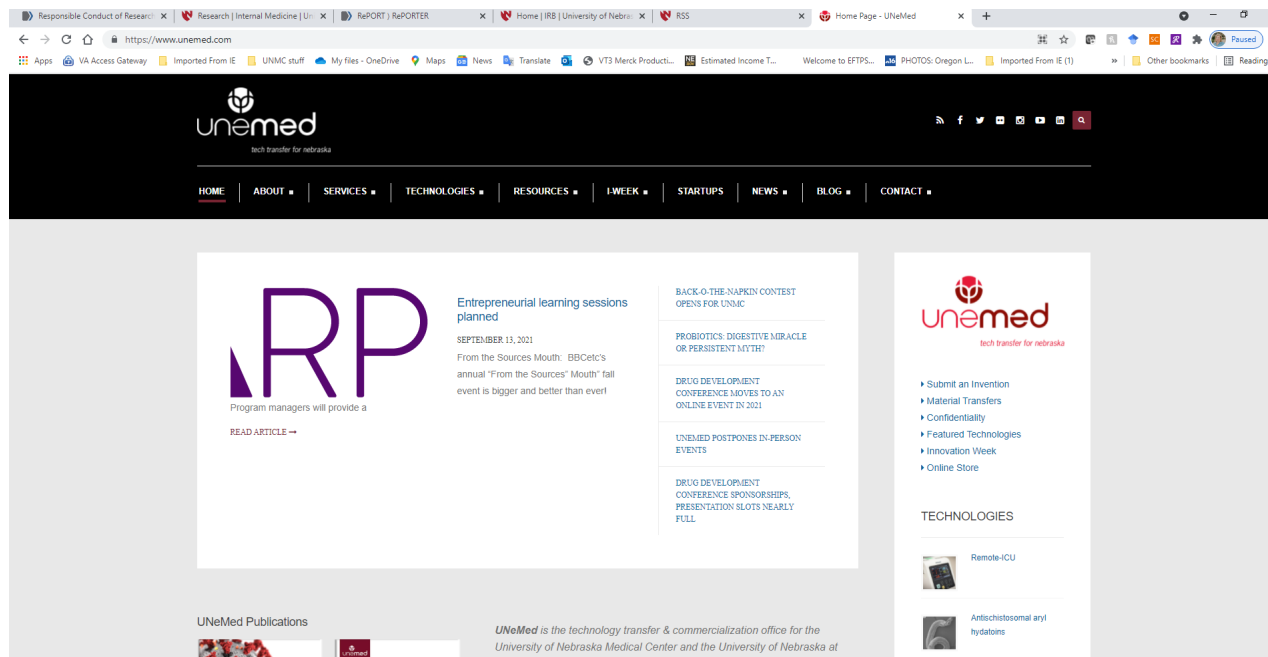 Responsible Conduct of Research
Research | Internal Medicine | Un
RePORT ⟩ RePORTER
Home | IRB | University of Nebras
RSS
Home Page - UNeMed
https://www.unemed.com
Paused
Apps
VA Access Gateway
Imported From IE
UNMC stuff
My files - OneDrive
Maps
News
Translate
VT3 Merck Producti...
Estimated Income T...
Welcome to EFTPS...
PHOTOS: Oregon L...
Imported From IE (1)
»
Other bookmarks
Reading
unemed
tech transfer for nebraska
HOME
ABOUT
SERVICES
TECHNOLOGIES
RESOURCES
I-WEEK
STARTUPS
NEWS
BLOG
CONTACT
RP
Program managers will provide a
READ ARTICLE →
Entrepreneurial learning sessions
planned
SEPTEMBER 13, 2021
From the Sources Mouth: BBCetc's
annual "From the Sources" Mouth" fall
event is bigger and better than ever!
BACK-O-THE-NAPKIN CONTEST
OPENS FOR UNMC
PROBIOTICS: DIGESTIVE MIRACLE
OR PERSISTENT MYTH?
DRUG DEVELOPMENT
CONFERENCE MOVES TO AN
ONLINE EVENT IN 2021
UNEMED POSTPONES IN-PERSON
EVENTS
DRUG DEVELOPMENT
CONFERENCE SPONSORSHIPS,
PRESENTATION SLOTS NEARLY
FULL
unemed
tech transfer for nebraska
Submit an Invention
Material Transfers
Confidentiality
Featured Technologies
Innovation Week
Online Store
TECHNOLOGIES
Remote-ICU
Antischistosomal aryl
hydatoins
UNeMed Publications
unemed
UNeMed is the technology transfer & commercialization office for the
University of Nebraska Medical Center and the University of Nebraska at